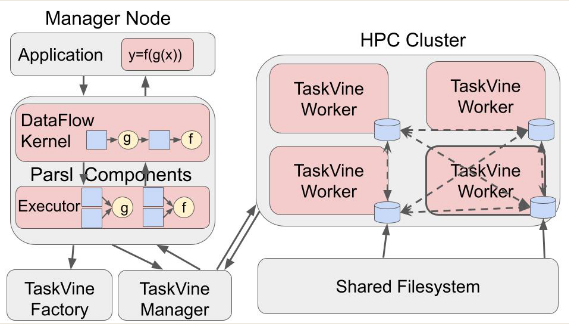 Manager Node
Application
y=f(g(x))
DataFlow
Kernel
g
f
Parsl Components
Executor
g
f
TaskVine
Factory
TaskVine
Manager
HPC Cluster
TaskVine
Worker
TaskVine
Worker
TaskVine
Worker
TaskVine
Worker
Shared Filesystem